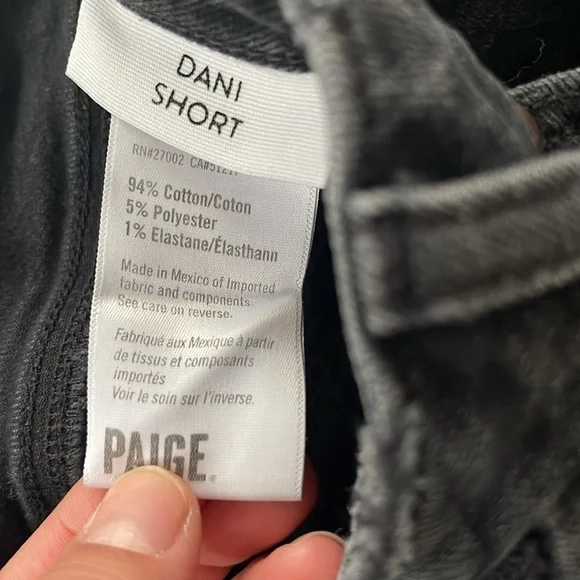 DANI
SHORT
RN#27002
94% Cotton/Coton
5% Polyester
1% Elastane/Élasthann
Made in Mexico of Imported
fabric and components.
See care on reverse.
Fabriqué aux Mexique à partir
de tissus et composants
importés
Voir le soin sur l'inverse.
PAIGE